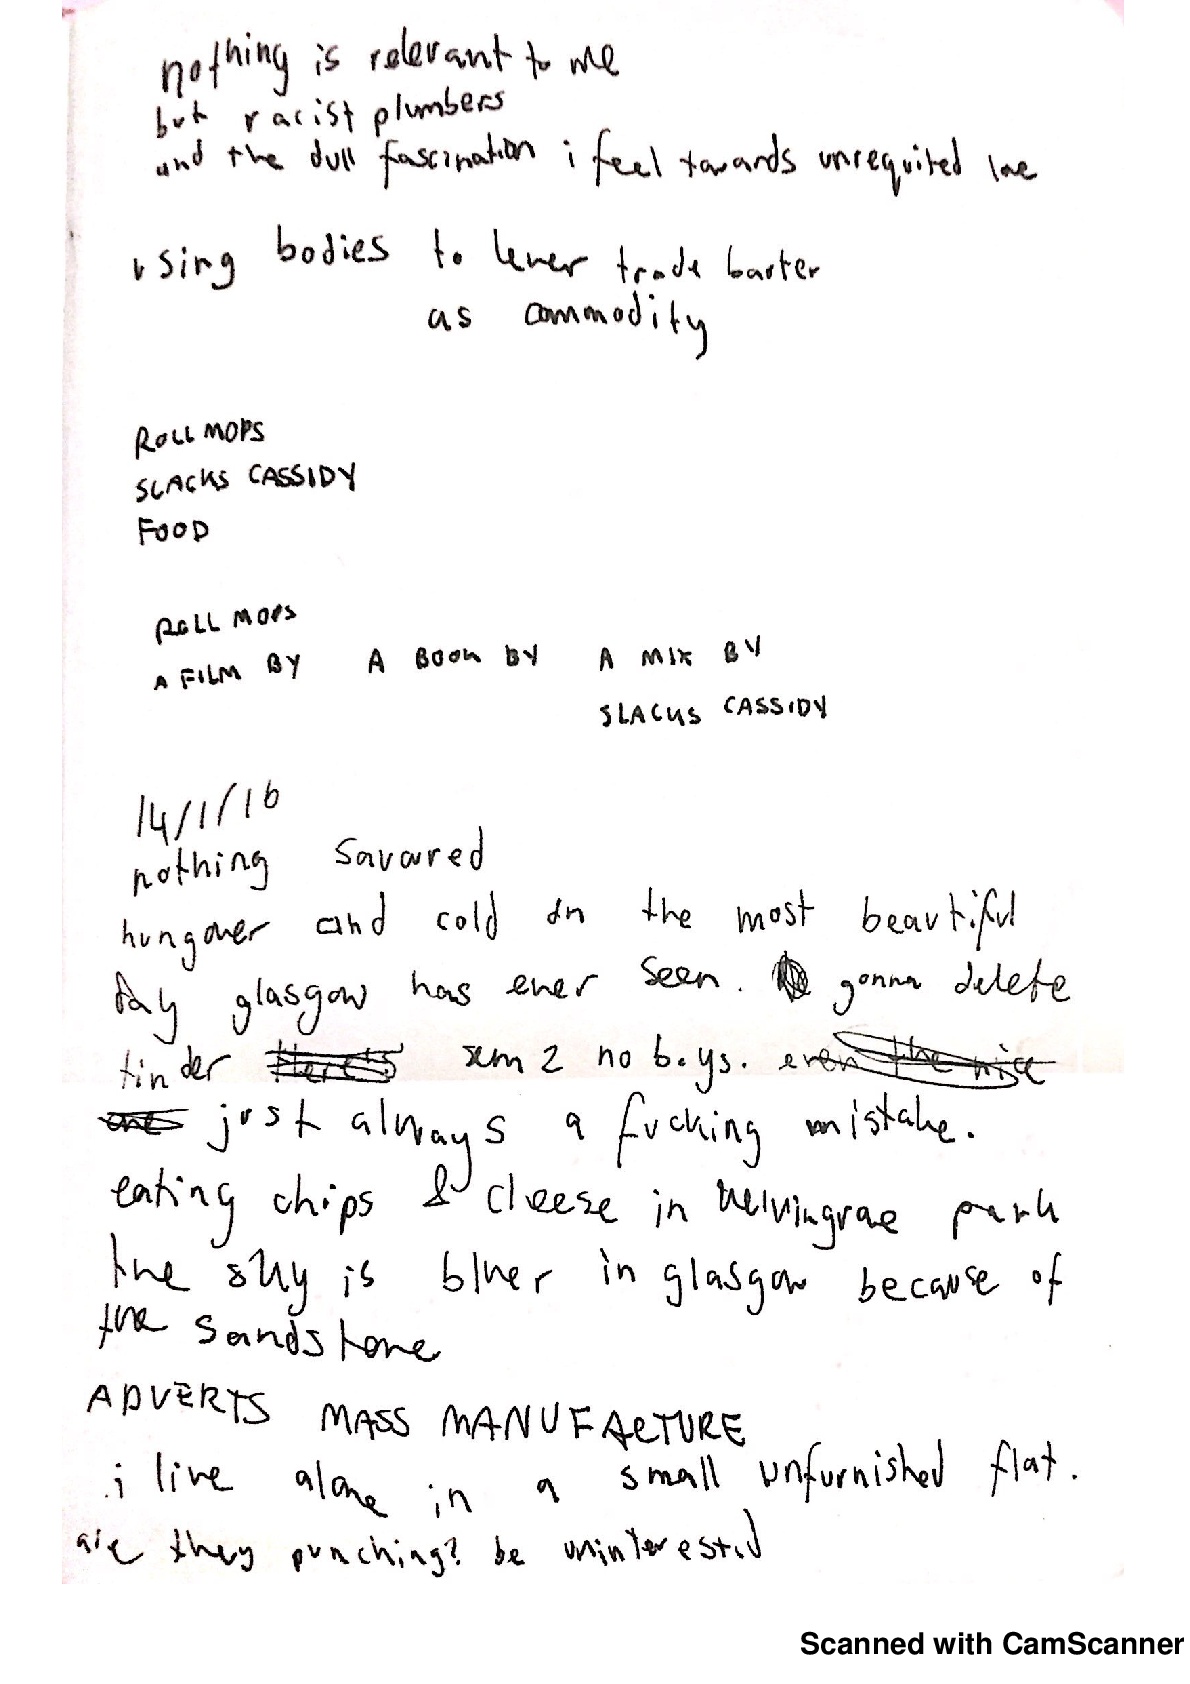 nothing is relevant to me
but racist plumbers
and the dull fascination i feel towards unrequited love
using bodies to lever trade barter
as commodity
ROLL MOPS
SLACKS CASSIDY
FOOD
ROLL MOPS
A FILM BY A BOOK BY A MIX BY
SLACKS CASSIDY
14/1/16
nothing savoured
hungover and cold on the most beautiful
day glasgow has ever seen. gonna delete
tinder sem 2 no boys. even the nice
one just always a fucking mistake.
eating chips & cheese in kelvingrove park
the sky is bluer in glasgow because of
the sandstone
ADVERTS MASS MANUFACTURE
i live alone in a small unfurnished flat.
are they punching? be uninterested
Scanned with CamScanner